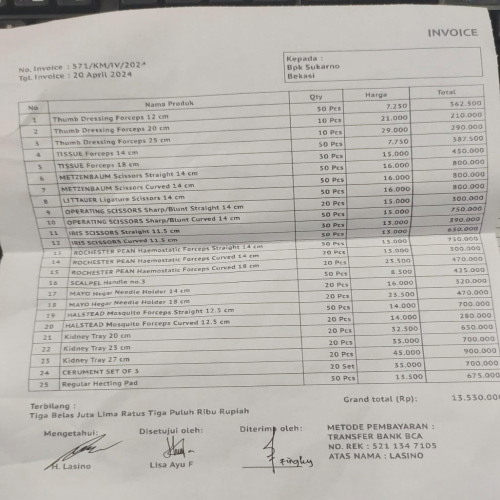 INVOICE
No. Invoice : 571/KM/IV/2024
Tgl. Invoice : 20 April 2024
Kepada :
Bpk Sukarno
Bekasi
No Nama Produk Qty Harga Total
1 Thumb Dressing Forceps 12 cm 50 Pcs 7.250 362.500
2 Thumb Dressing Forceps 20 cm 10 Pcs 21.000 210.000
3 Thumb Dressing Forceps 25 cm 10 Pcs 29.000 290.000
4 TISSUE Forceps 14 cm 50 Pcs 7.750 387.500
5 TISSUE Forceps 18 cm 30 Pcs 15.000 450.000
6 METZENBAUM Scissors Straight 14 cm 50 Pcs 16.000 800.000
7 METZENBAUM Scissors Curved 14 cm 50 Pcs 16.000 800.000
8 LITTAUER Ligature Scissors 14 cm 50 Pcs 16.000 800.000
9 OPERATING SCISSORS Sharp/Blunt Straight 14 cm 20 Pcs 15.000 300.000
10 OPERATING SCISSORS Sharp/Blunt Curved 14 cm 50 Pcs 15.000 750.000
11 IRIS SCISSORS Straight 11.5 cm 30 Pcs 13.000 390.000
12 IRIS SCISSORS Curved 11.5 cm 50 Pcs 13.000 650.000
13 ROCHESTER PEAN Haemostatic Forceps Straight 14 cm 50 Pcs 15.000 750.000
14 ROCHESTER PEAN Haemostatic Forceps Curved 14 cm 20 Pcs 15.000 300.000
15 ROCHESTER PEAN Haemostatic Forceps Curved 18 cm 20 Pcs 23.500 470.000
16 SCALPEL Handle no.3 50 Pcs 8.500 425.000
17 MAYO Hegar Needle Holder 14 cm 20 Pcs 16.000 320.000
18 MAYO Hegar Needle Holder 18 cm 20 Pcs 23.500 470.000
19 HALSTEAD Mosquito Forceps Straight 12.5 cm 50 Pcs 14.000 700.000
20 HALSTEAD Mosquito Forceps Curved 12.5 cm 20 Pcs 14.000 280.000
21 Kidney Tray 20 cm 20 Pcs 32.500 650.000
22 Kidney Tray 23 cm 20 Pcs 35.000 700.000
23 Kidney Tray 27 cm 20 Pcs 45.000 900.000
24 CERUMENT SET OF 3 20 Set 35.000 700.000
25 Regular Hecting Pad 50 Pcs 13.500 675.000
Grand total (Rp): 13.530.000
Terbilang :
Tiga Belas Juta Lima Ratus Tiga Puluh Ribu Rupiah
Mengetahui: Disetujui oleh: Diterima oleh:
H. Lasino Lisa Ayu F
METODE PEMBAYARAN :
TRANSFER BANK BCA
NO. REK : 521 134 7105
ATAS NAMA : LASINO